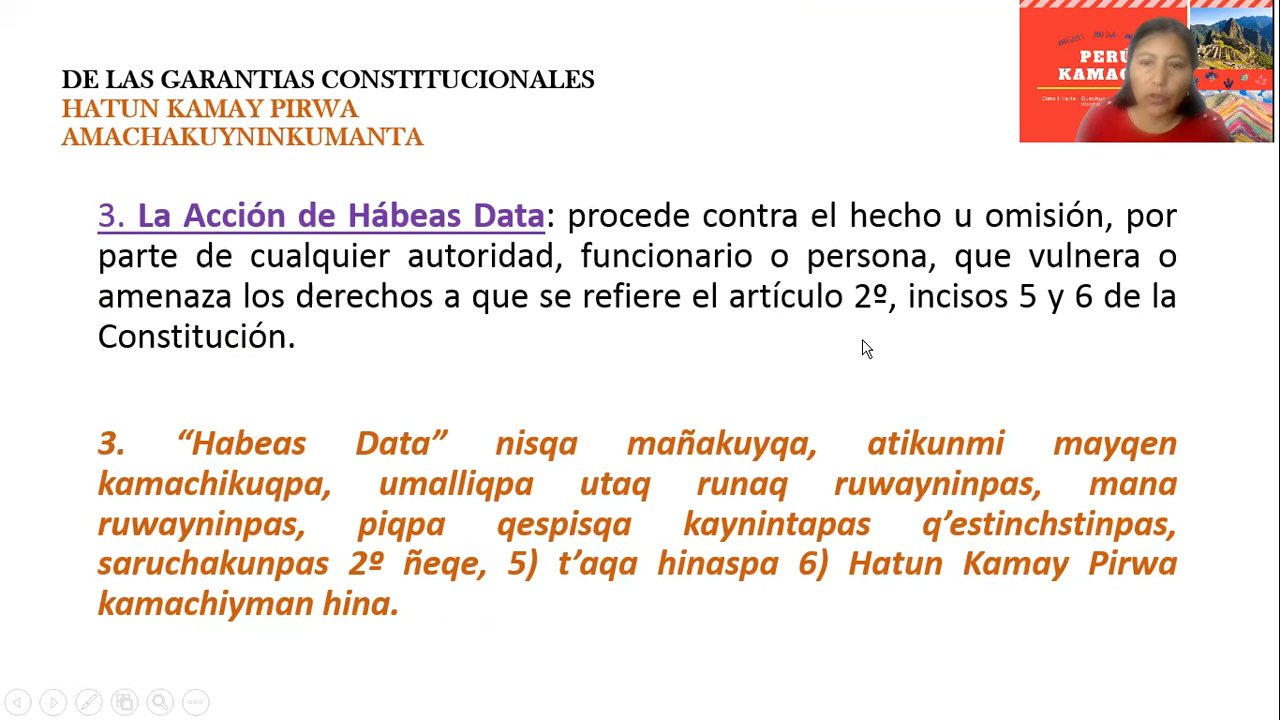 DE LAS GARANTIAS CONSTITUCIONALES
HATUN KAMAY PIRWA
AMACHAKUYNINKUMANTA
PERÚ
3. La Acción de Hábeas Data: procede contra el hecho u omisión, por
parte de cualquier autoridad, funcionario o persona, que vulnera o
amenaza los derechos a que se refiere el artículo 2º, incisos 5 y 6 de la
Constitución.
3. “Habeas Data” nisqa mañakuyqa, atikunmi mayqen
kamachikuqpa, umalliqpa utaq runaq ruwayninpas, mana
ruwayninpas, piqpa qespisqa kaynintapas q’estinchstinpas,
saruchakunpas 2º ñeqe, 5) t’aqa hinaspa 6) Hatun Kamay Pirwa
kamachiyman hina.